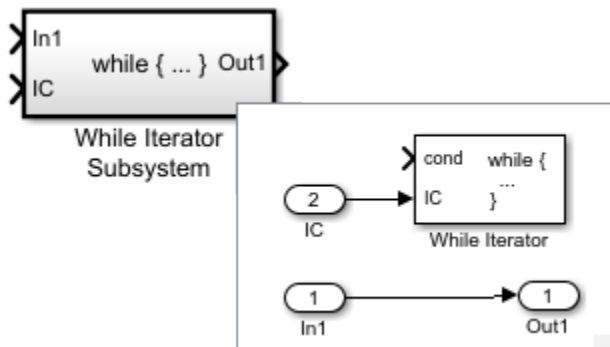 In1
while { ... } Out1
IC
While Iterator
Subsystem
cond while {
...
IC }
While Iterator
2
IC
1
In1
1
Out1